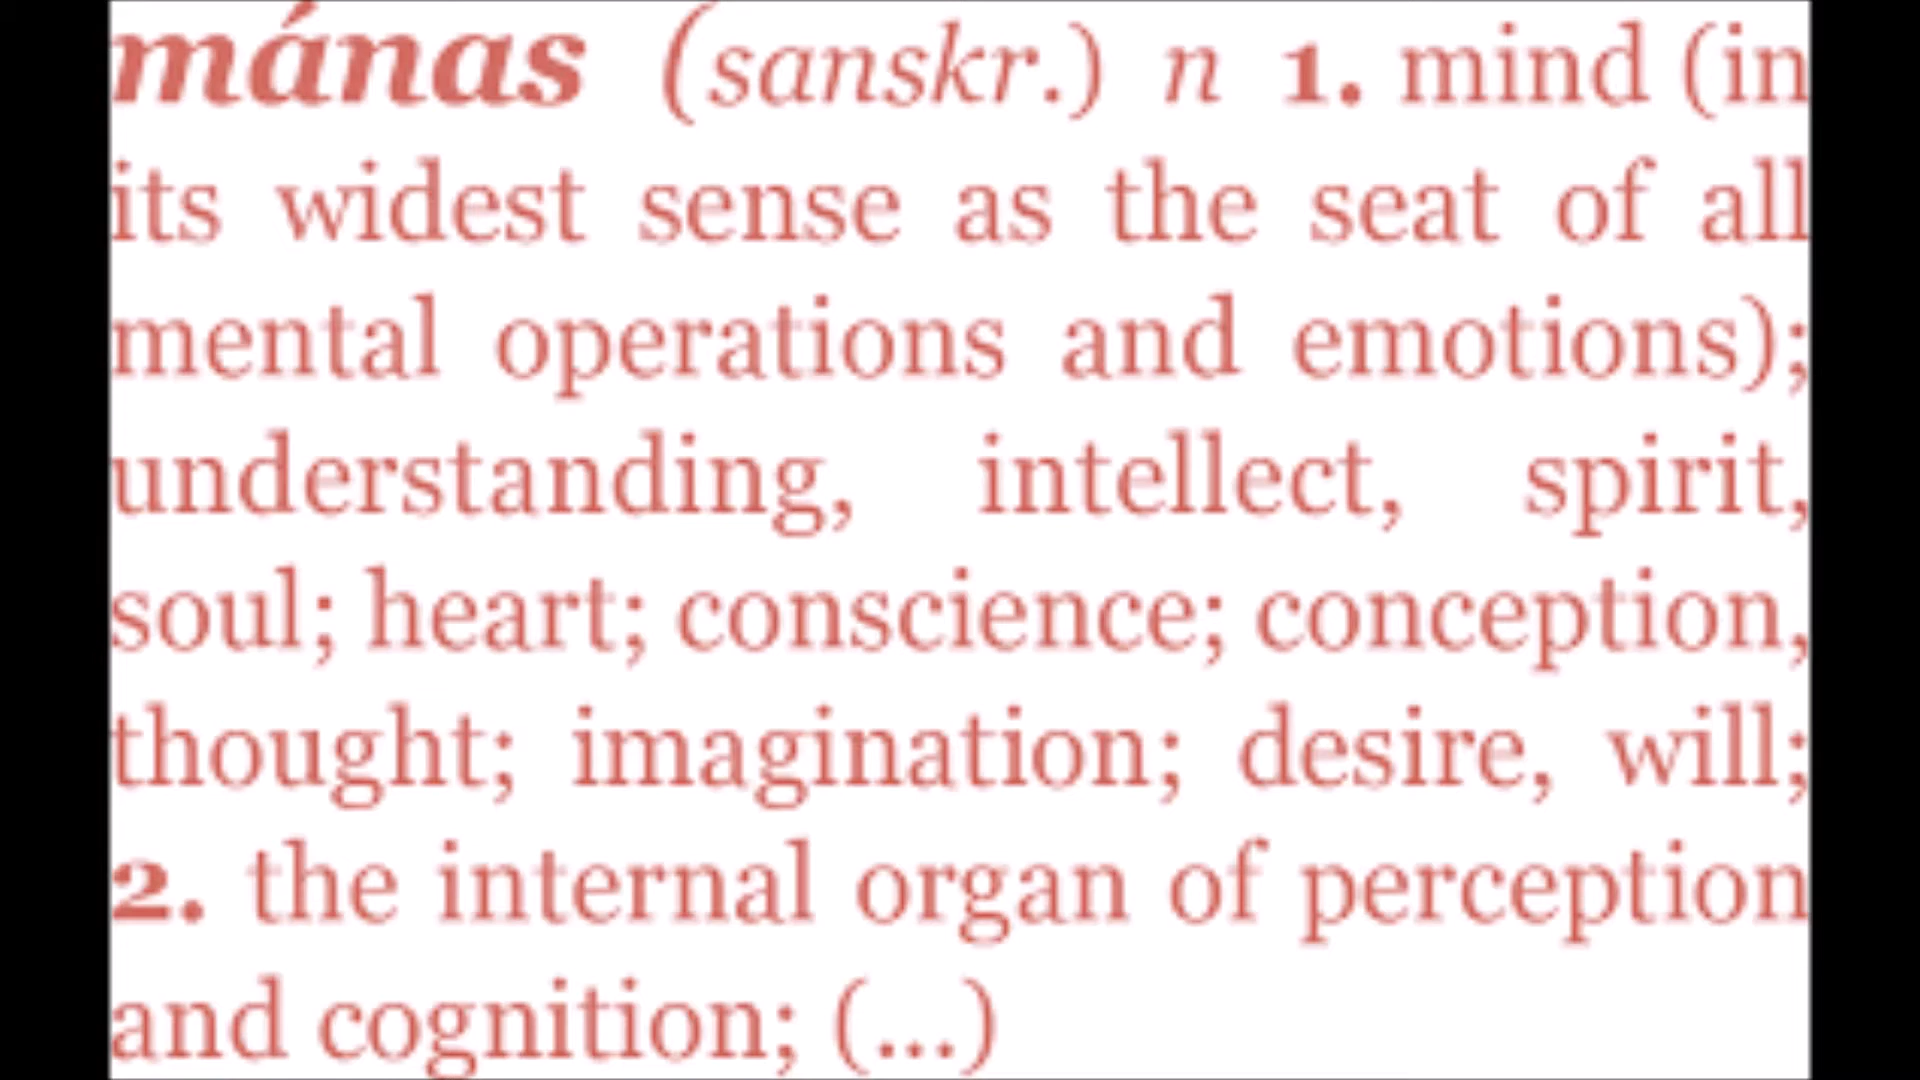 mánas (sanskr.) n 1. mind (in
its widest sense as the seat of all
mental operations and emotions);
understanding, intellect, spirit,
soul; heart; conscience; conception,
thought; imagination; desire, will;
2. the internal organ of perception
and cognition; (...)